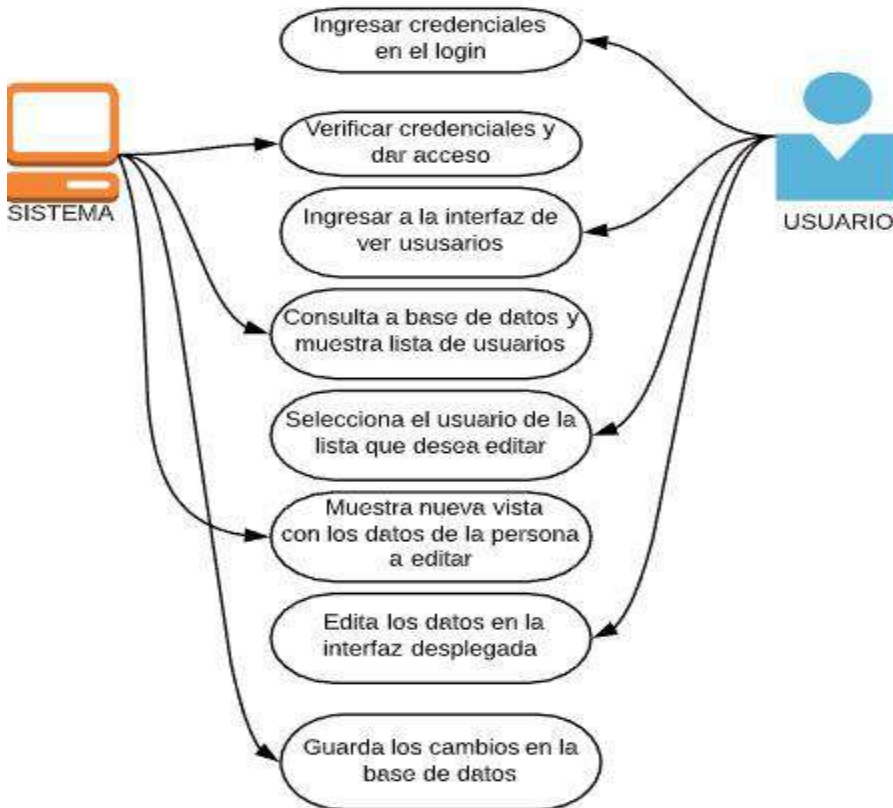 Ingresar credenciales
en el login
Verificar credenciales y
dar acceso
SISTEMA
Ingresar a la interfaz de
ver ususarios
USUARIO
Consulta a base de datos y
muestra lista de usuarios
Selecciona el usuario de la
lista que desea editar
Muestra nueva vista
con los datos de la persona
a editar
Edita los datos en la
interfaz desplegada
Guarda los cambios en la
base de datos